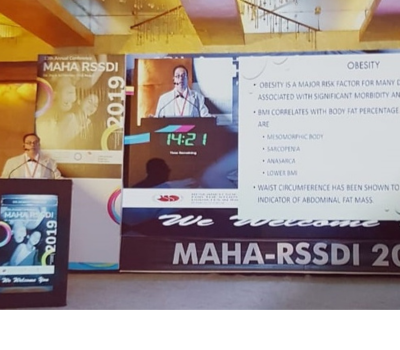 MAHA RSSDI
2019
14:21
OBESITY
• OBESITY IS A MAJOR RISK FACTOR FOR MANY
ASSOCIATED WITH SIGNIFICANT MORBIDITY
• BMI CORRELATES WITH BODY FAT PERCENTAGE
ARE
• MESOMORPHIC BODY
• SARCOPENIA
• ANASARCA
• LOWER BMI
• WAIST CIRCUMFERENCE HAS BEEN SHOWN TO
INDICATOR OF ABDOMINAL FAT MASS.
We Welcome
MAHA-RSSDI 20
MAHA RSSDI
2019
We Welcome You